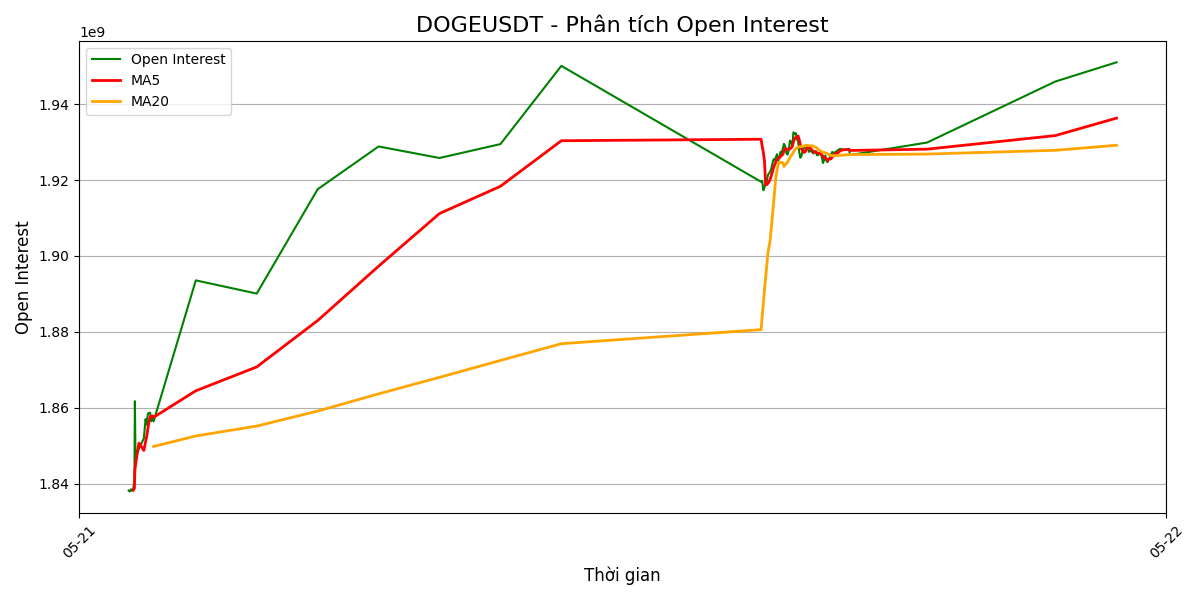 DOGEUSDT - Phân tích Open Interest
1e9
Open Interest
MA5
MA20
1.94
1.92
1.90
1.88
1.86
1.84
Open Interest
05-21
05-22
Thời gian